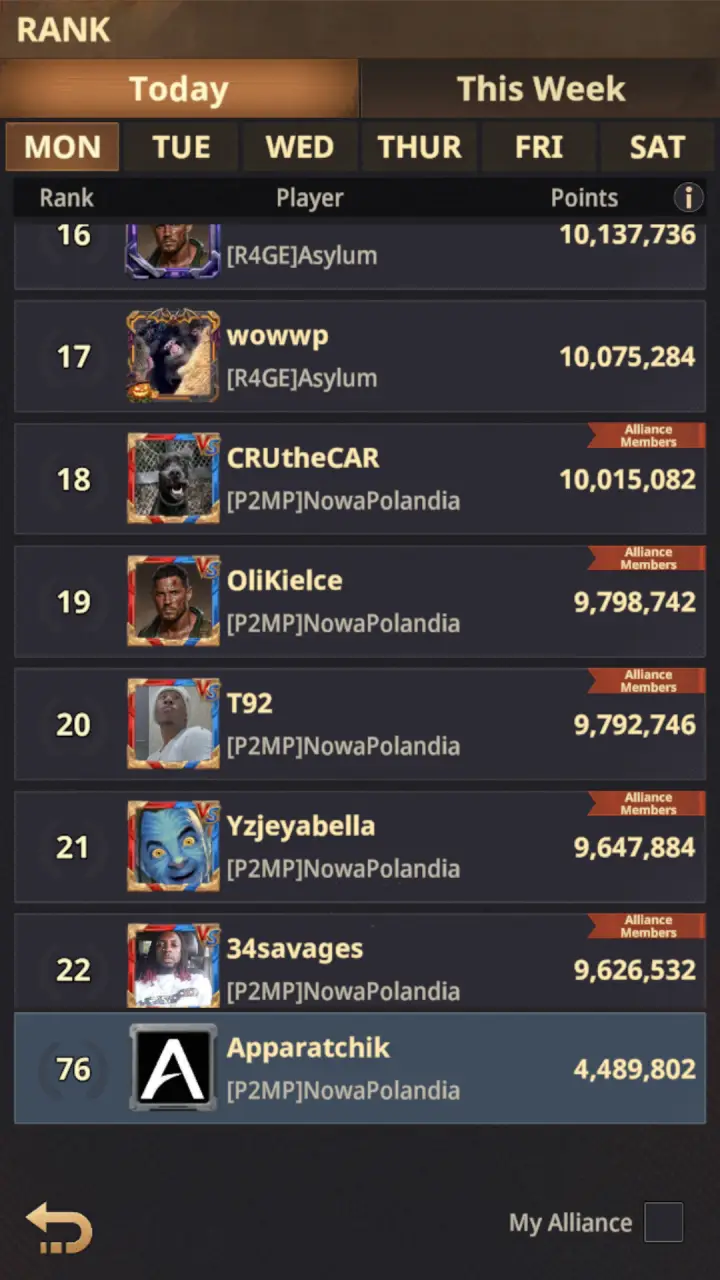 RANK
Today
This Week
MON
TUE
WED
THUR
FRI
SAT
Rank
Player
Points
i
16
[R4GE]Asylum
10,137,736
17
wowwp
[R4GE]Asylum
10,075,284
Alliance
Members
18
CRUtheCAR
[P2MP]NowaPolandia
10,015,082
Alliance
Members
19
VS
OliKielce
[P2MP]NowaPolandia
9,798,742
Alliance
Members
20
VS
T92
[P2MP]NowaPolandia
9,792,746
Alliance
Members
21
VS
Yzjeyabella
[P2MP]NowaPolandia
9,647,884
Alliance
Members
22
VS
34savages
[P2MP]NowaPolandia
9,626,532
76
A
Apparatchik
[P2MP]NowaPolandia
4,489,802
My Alliance